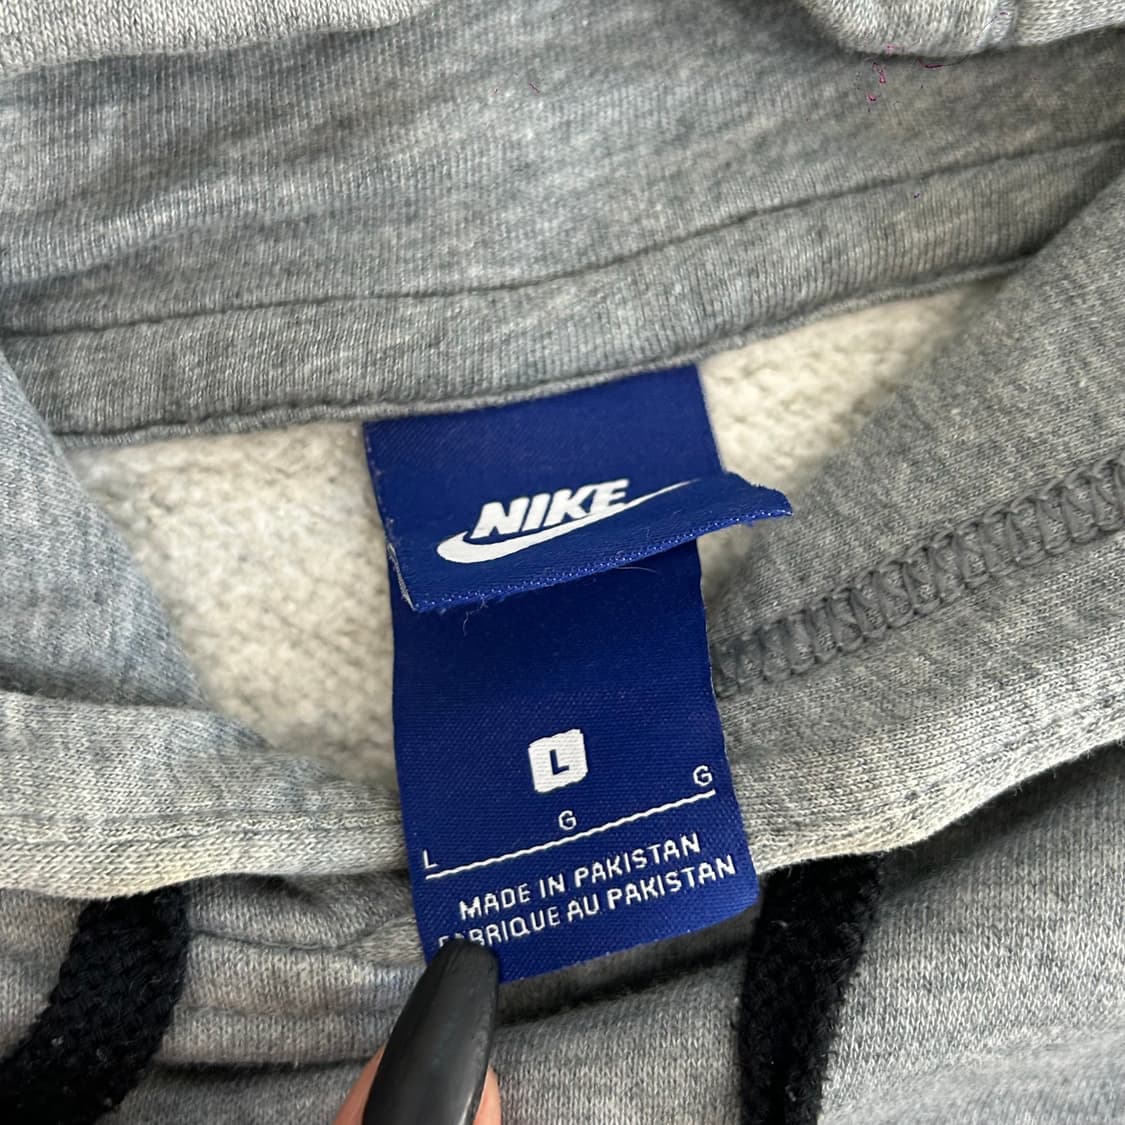 NIKE
L
L G G
MADE IN PAKISTAN
FABRIQUE AU PAKISTAN